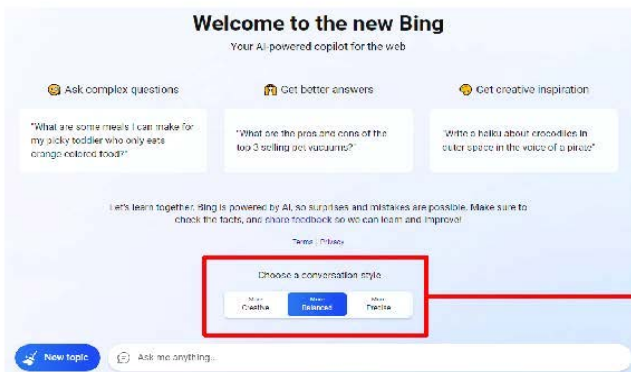 Welcome to the new Bing
Your AI-powered copilot for the web
Ask complex questions
Get better answers
Get creative inspiration
"What are some meals I can make for
my picky toddler who only eats
orange-colored food?"
"What are the pros and cons of the
top 3 selling pet vacuums?"
"Write a haiku about crocodiles in
outer space in the voice of a pirate"
Let's learn together. Bing is powered by AI, so surprises and mistakes are possible. Make sure to
check the facts, and share feedback so we can learn and improve!
Terms | Privacy
Choose a conversation style
More
Creative
More
Balanced
More
Precise
New topic
Ask me anything...